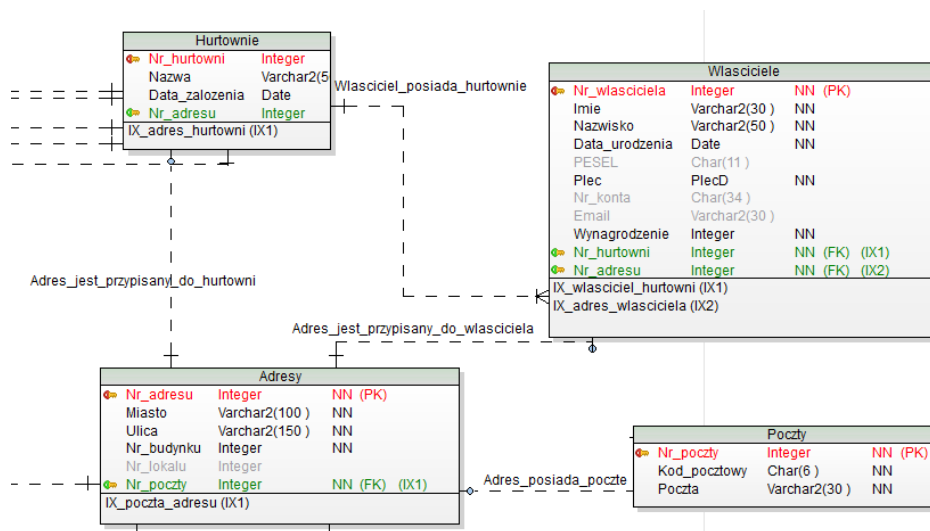 Hurtownie
Nr_hurtowni Integer
Nazwa Varchar2(5
Data_zalozenia Date
Nr_adresu Integer
IX_adres_hurtowni (IX1)
Wlasciciel_posiada_hurtownie
Wlasciciele
Nr_wlasciciela Integer NN (PK)
Imie Varchar2(30 ) NN
Nazwisko Varchar2(50 ) NN
Data_urodzenia Date NN
PESEL Char(11 )
Plec PlecD NN
Nr_konta Char(34 )
Email Varchar2(30 )
Wynagrodzenie Integer NN
Nr_hurtowni Integer NN (FK) (IX1)
Nr_adresu Integer NN (FK) (IX2)
IX_wlasciciel_hurtowni (IX1)
IX_adres_wlasciciela (IX2)
Adres_jest_przypisany_do_hurtowni
Adres_jest_przypisany_do_wlasciciela
Adresy
Nr_adresu Integer NN (PK)
Miasto Varchar2(100 ) NN
Ulica Varchar2(150 ) NN
Nr_budynku Integer NN
Nr_lokalu Integer
Nr_poczty Integer NN (FK) (IX1)
IX_poczta_adresu (IX1)
Adres_posiada_poczte
Poczty
Nr_poczty Integer NN (PK)
Kod_pocztowy Char(6 ) NN
Poczta Varchar2(30 ) NN